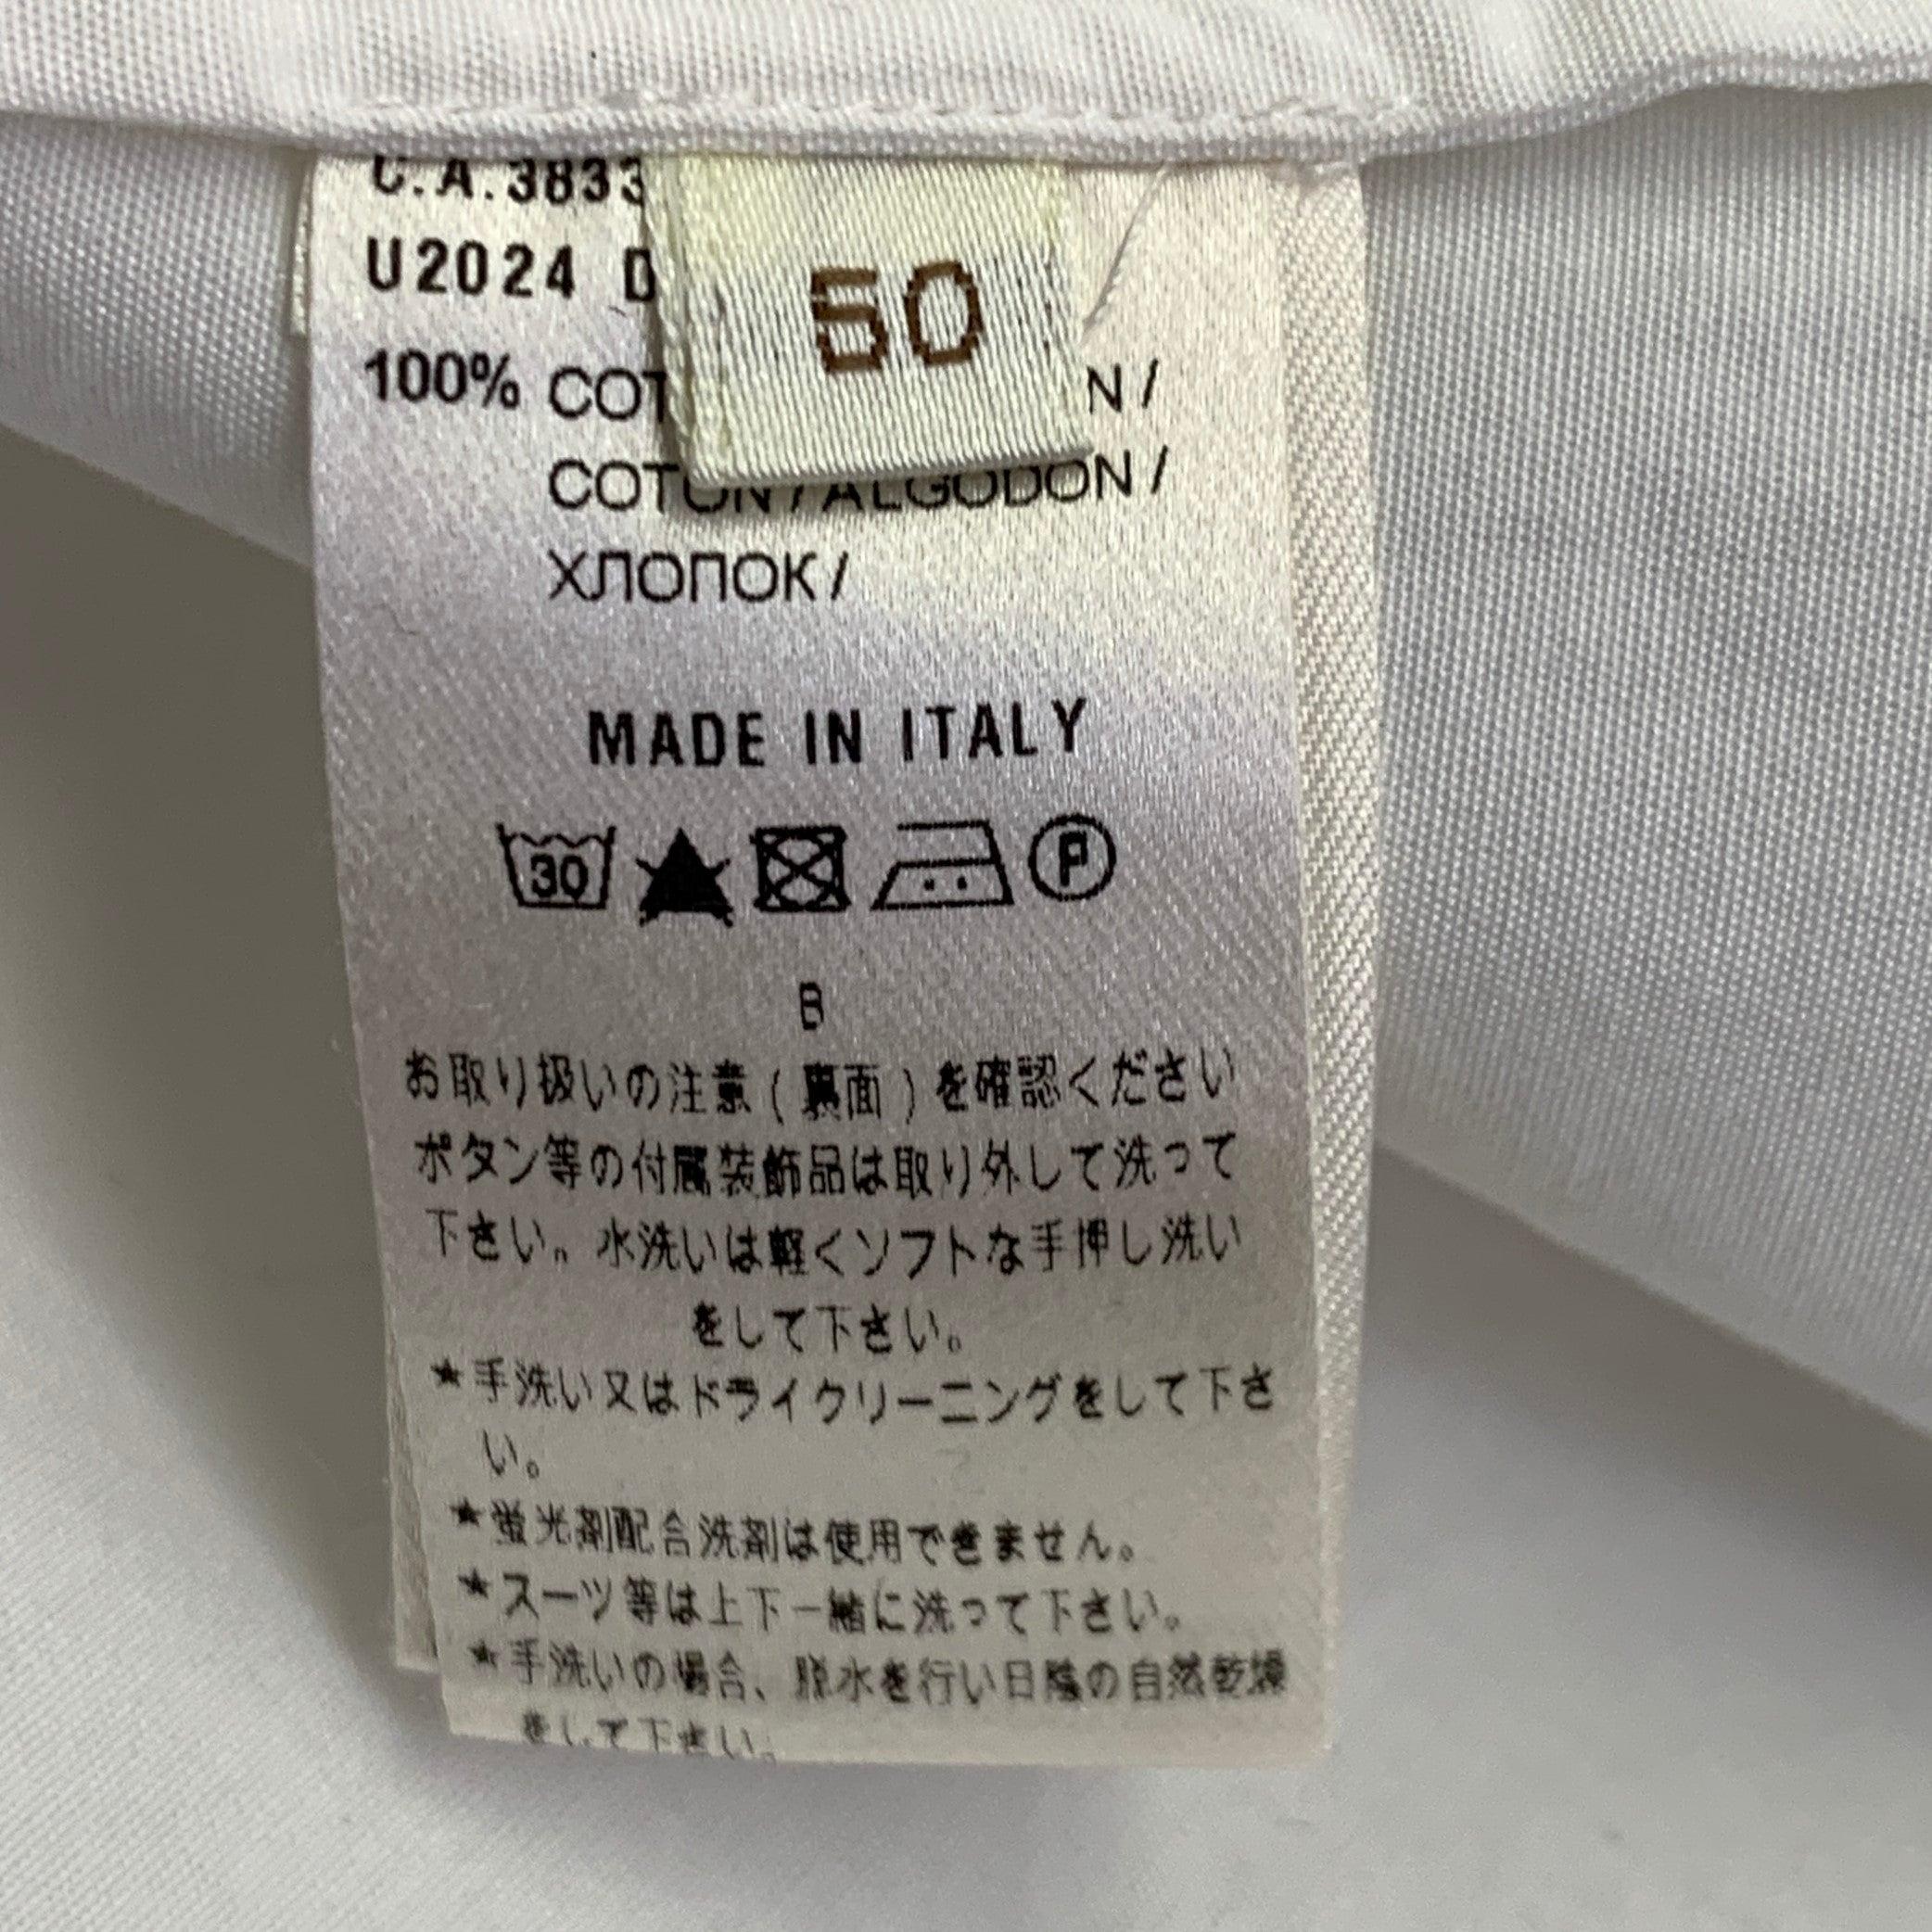 C.A.3833
U2024 D
50
100% COT N/
COTON/ALGODON/
ХЛОПОК/
MADE IN ITALY
30 P
B
お取り扱いの注意(裏面)を確認ください
ボタン等の付属装飾品は取り外して洗って
下さい。水洗いは軽くソフトな手押し洗い
をして下さい。
*手洗い又はドライクリーニングをして下さ
い。
*蛍光剤配合洗剤は使用できません。
*スーツ等は上下一緒に洗って下さい。
*手洗いの場合、脱水を行い日陰の自然乾燥
をして下さい。